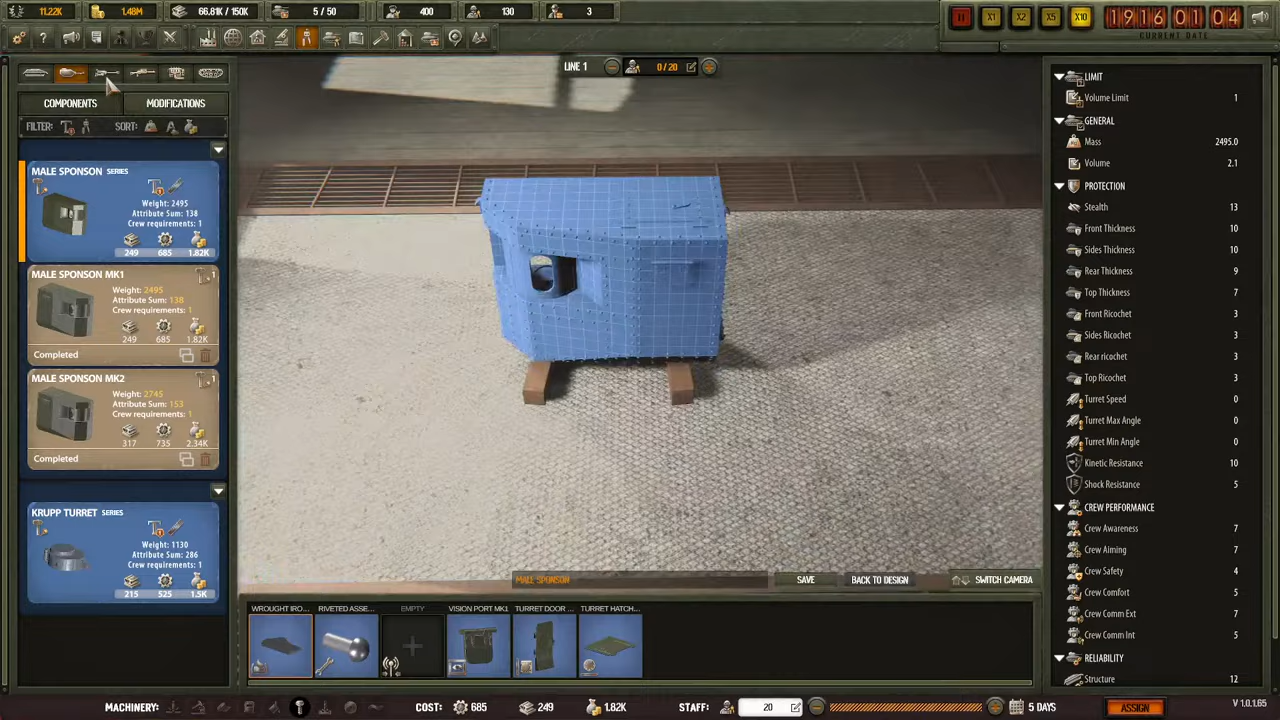 11.22K 1.48M 66.81K / 150K 5 / 50 400 130 3
X1 X2 X5 X10 1916 01 04
CURRENT DATE
LINE 1 0/20
COMPONENTS MODIFICATIONS
FILTER: SORT:
MALE SPONSON SERIES
Weight: 2495
Attribute Sum: 138
Crew requirements: 1
249 685 1.82K
MALE SPONSON MK1 1
Weight: 2495
Attribute Sum: 138
Crew requirements: 1
249 685 1.82K
Completed
MALE SPONSON MK2 1
Weight: 2745
Attribute Sum: 153
Crew requirements: 1
317 735 2.34K
Completed
KRUPP TURRET SERIES
Weight: 1130
Attribute Sum: 286
Crew requirements: 1
215 525 1.5K
MALE SPONSON SAVE BACK TO DESIGN SWITCH CAMERA
WROUGHT IRO... RIVETED ASSE... EMPTY VISION PORT MK1 TURRET DOOR ... TURRET HATCH...
LIMIT
Volume Limit 1
GENERAL
Mass 2495.0
Volume 2.1
PROTECTION
Stealth 13
Front Thickness 10
Sides Thickness 10
Rear Thickness 9
Top Thickness 7
Front Ricochet 3
Sides Ricochet 3
Rear ricochet 3
Top Ricochet 3
Turret Speed 0
Turret Max Angle 0
Turret Min Angle 0
Kinetic Resistance 10
Shock Resistance 5
CREW PERFORMANCE
Crew Awareness 7
Crew Aiming 7
Crew Safety 4
Crew Comfort 5
Crew Comm Ext 7
Crew Comm Int 5
RELIABILITY
Structure 12
MACHINERY: COST: 685 249 1.82K STAFF: 20 5 DAYS ASSIGN V 1.0.1.65